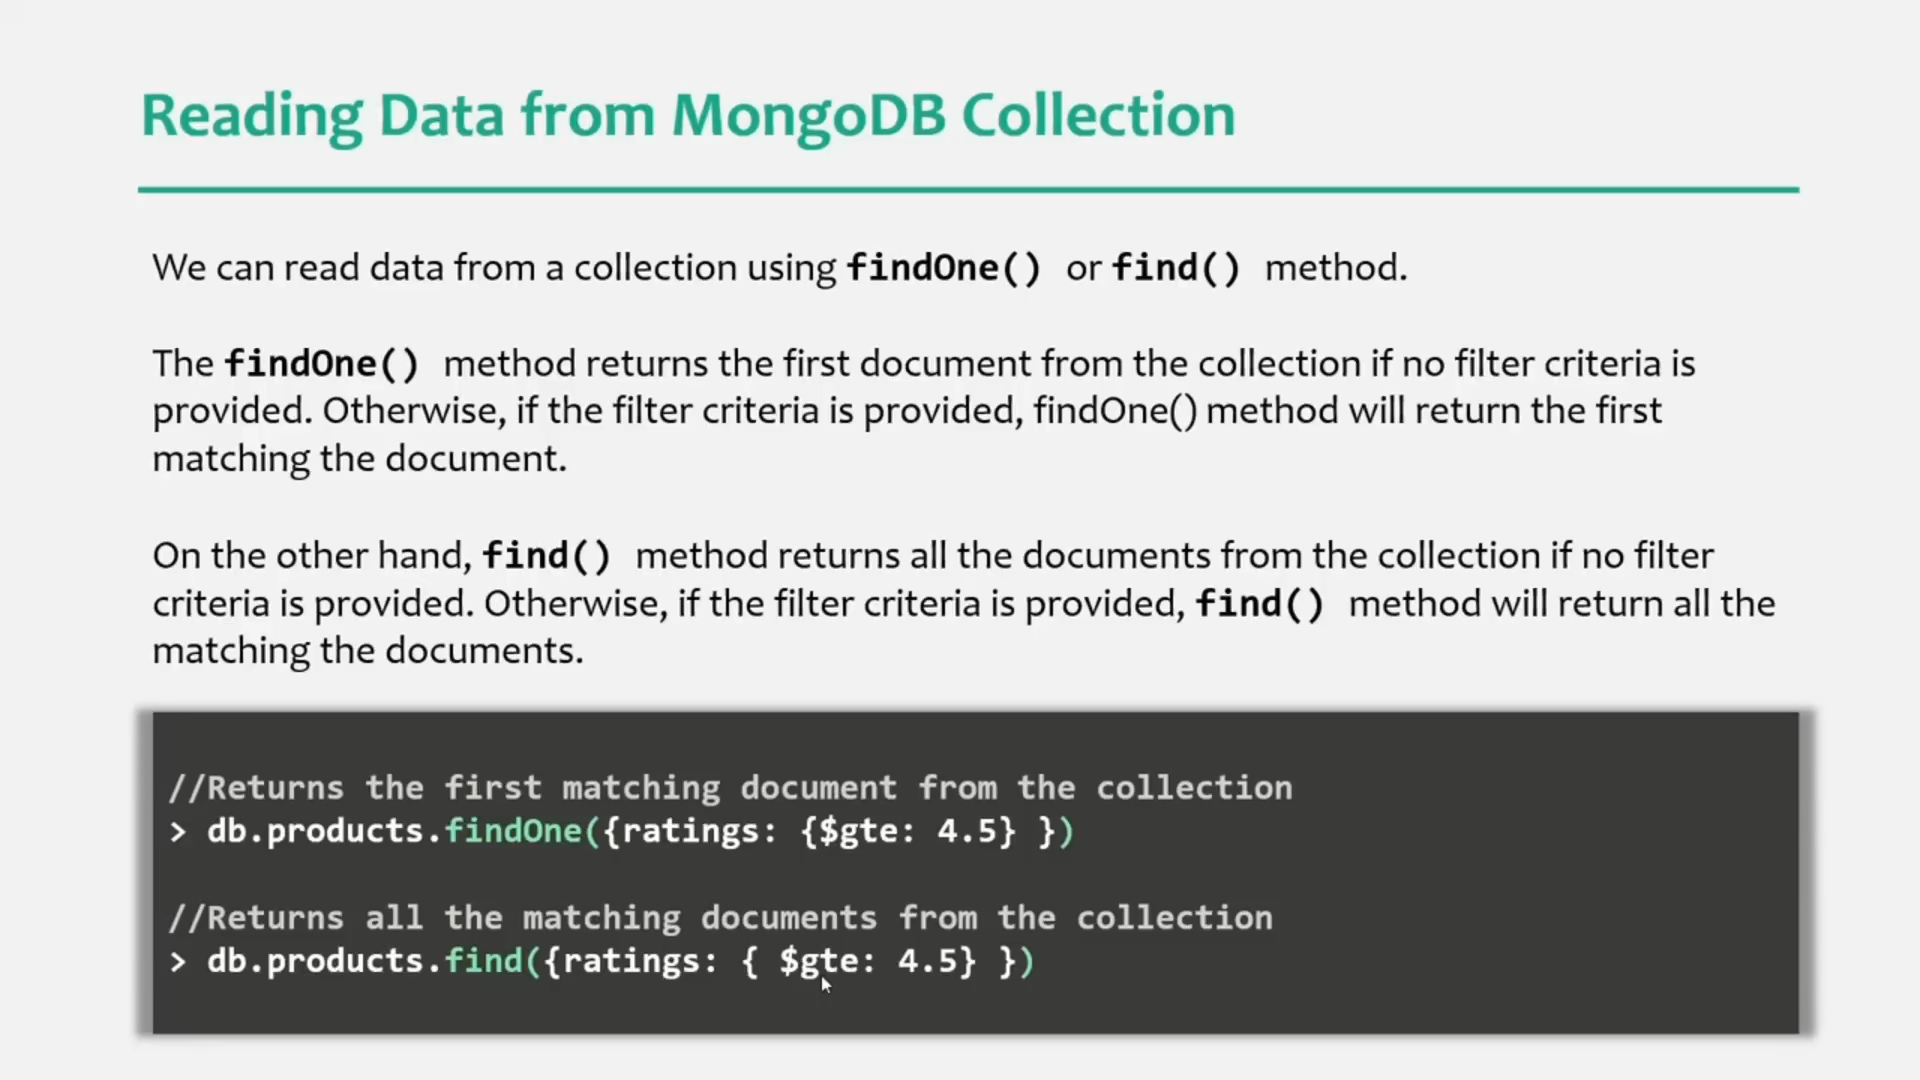 Reading Data from MongoDB Collection
We can read data from a collection using findOne() or find() method.
The findOne() method returns the first document from the collection if no filter criteria is
provided. Otherwise, if the filter criteria is provided, findOne() method will return the first
matching the document.
On the other hand, find() method returns all the documents from the collection if no filter
criteria is provided. Otherwise, if the filter criteria is provided, find() method will return all the
matching the documents.
//Returns the first matching document from the collection
> db.products.findOne({ratings: {$gte: 4.5} })
//Returns all the matching documents from the collection
> db.products.find({ratings: { $gte: 4.5} })